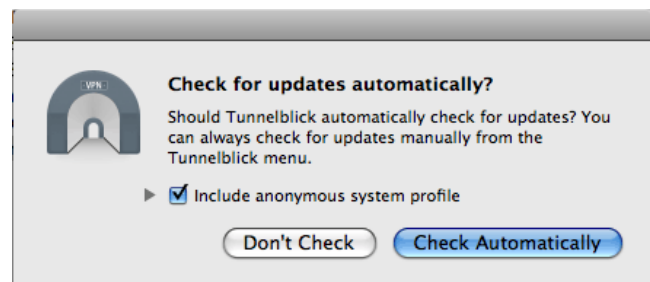 VPN
Check for updates automatically?
Should Tunnelblick automatically check for updates? You
can always check for updates manually from the
Tunnelblick menu.
Include anonymous system profile
Don't Check
Check Automatically